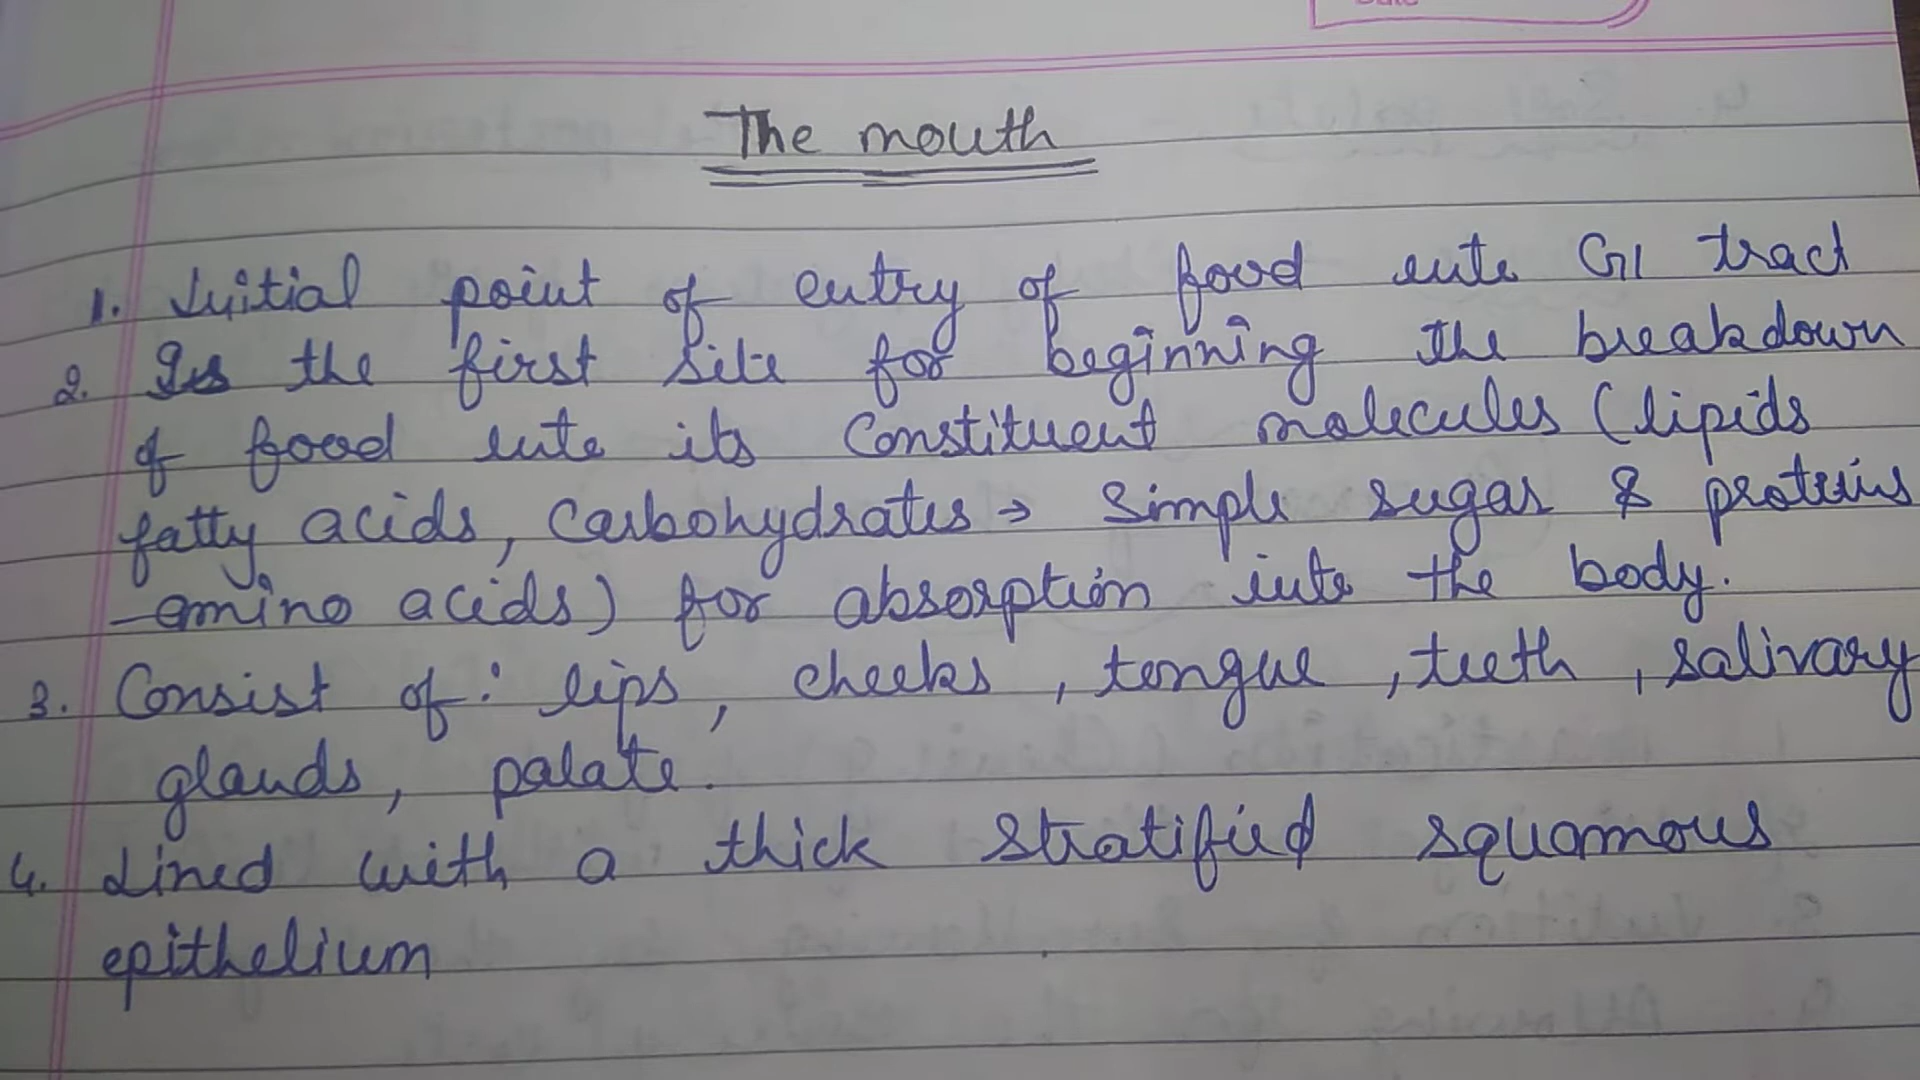 The mouth
1. Initial point of entry of food into GI tract
2. Is the first site for beginning the breakdown
of food into its constituent molecules (lipids
fatty acids, carbohydrates → simple sugar & proteins
amino acids) for absorption into the body.
3. Consist of: lips, cheeks, tongue, teeth, salivary
glands, palate.
4. Lined with a thick stratified squamous
epithelium